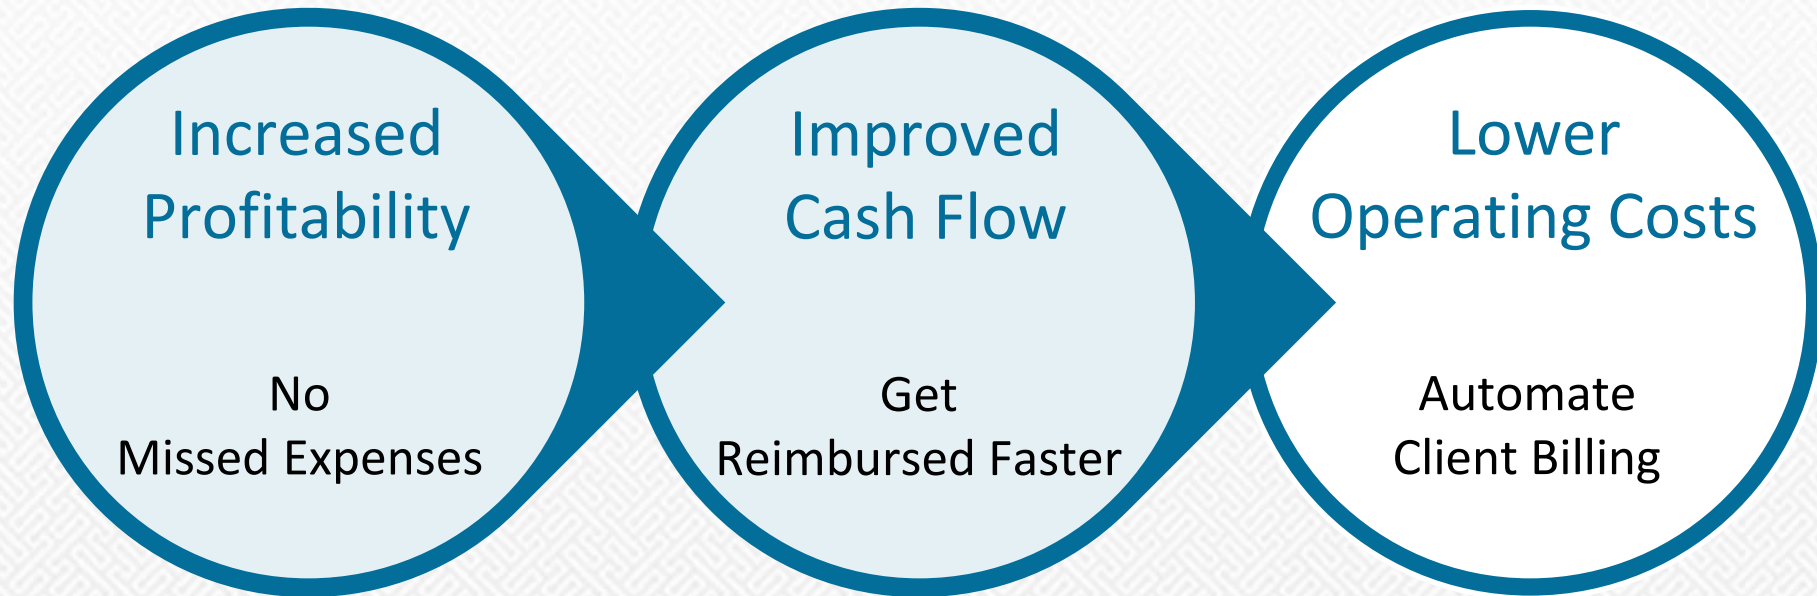 Increased
Profitability
No
Missed Expenses
Improved
Cash Flow
Get
Reimbursed Faster
Lower
Operating Costs
Automate
Client Billing